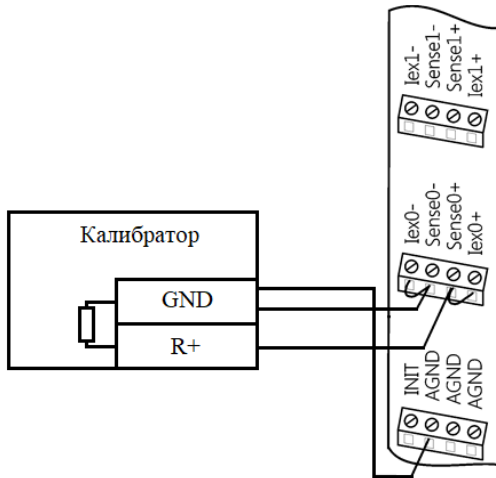 Iex1-
Sense1-
Sense1+
Iex1+
Iex0-
Sense0-
Sense0+
Iex0+
Калибратор
GND
R+
INIT
AGND
AGND
AGND